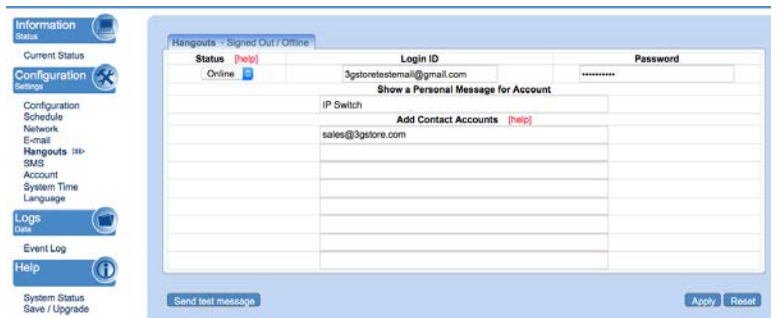 Information
Status
Current Status
Configuration
Settings
Configuration
Schedule
Network
E-mail
Hangouts
SMS
Account
System Time
Language
Logs
Data
Event Log
Help
System Status
Save / Upgrade
Hangouts - Signed Out / Offline
Status [help] Login ID Password
Online 3gstoretestemail@gmail.com ••••••••••
Show a Personal Message for Account
IP Switch
Add Contact Accounts [help]
sales@3gstore.com
Send test message Apply Reset